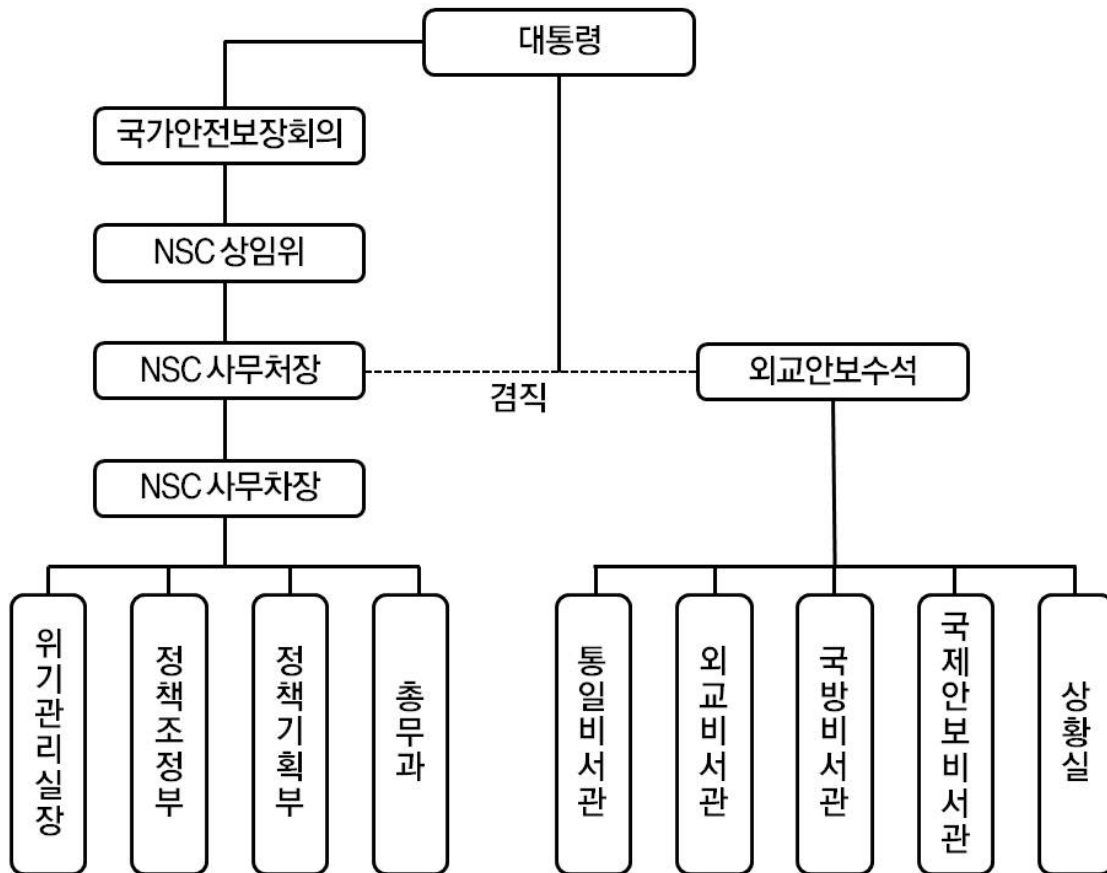 대통령
국가안전보장회의
NSC 상임위
NSC 사무처장
겸직
외교안보수석
NSC 사무차장
위기관리실장
정책조정부
정책기획부
총무과
통일비서관
외교비서관
국방비서관
국제안보비서관
상황실